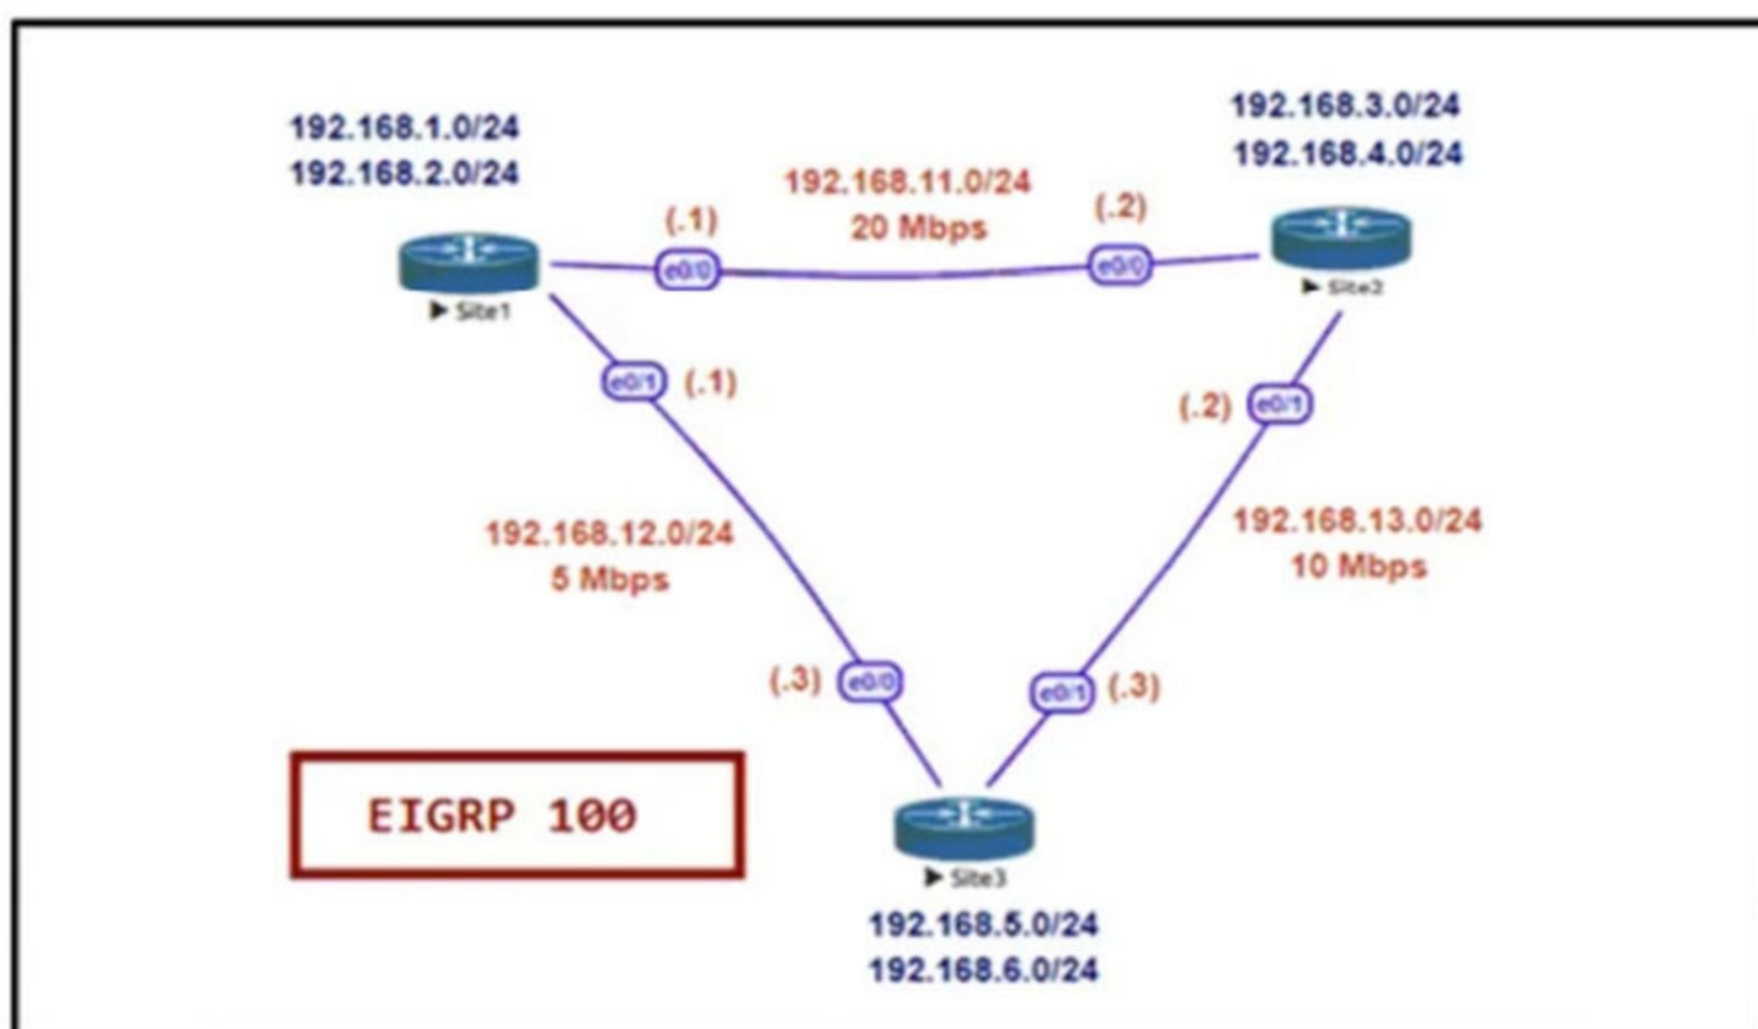 192.168.1.0/24
192.168.2.0/24
192.168.3.0/24
192.168.4.0/24
192.168.11.0/24
20 Mbps
(.1)
(.2)
e0/0
e0/0
Site1
Site2
e0/1
(.1)
(.2)
e0/1
192.168.12.0/24
5 Mbps
192.168.13.0/24
10 Mbps
(.3)
e0/0
e0/1
(.3)
EIGRP 100
Site3
192.168.5.0/24
192.168.6.0/24